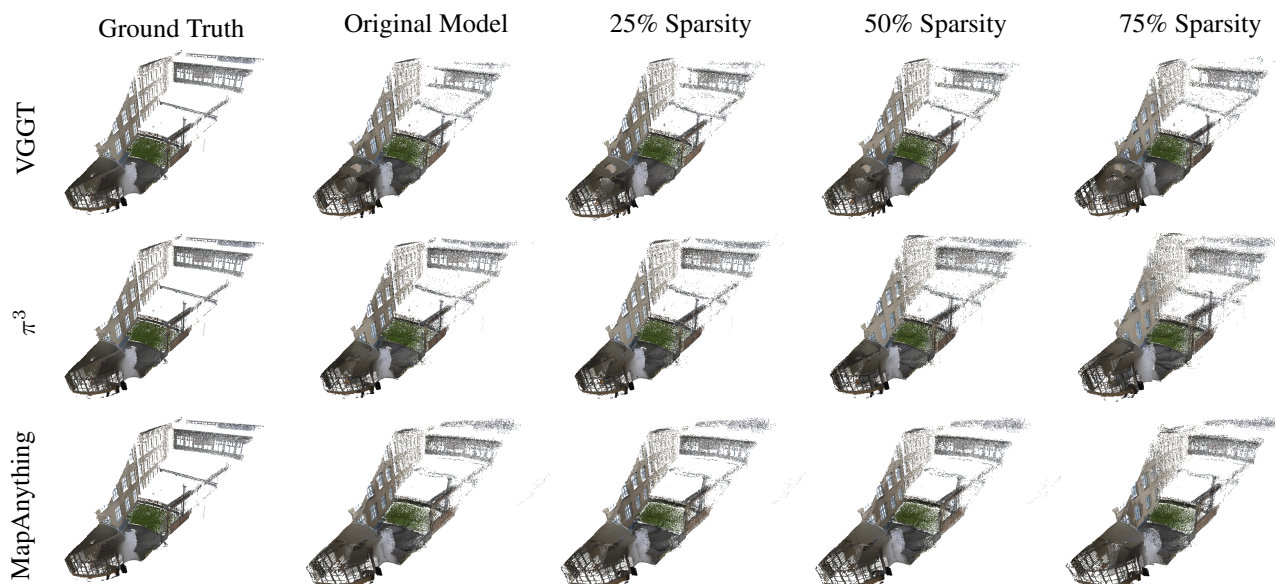 Ground Truth
Original Model
25% Sparsity
50% Sparsity
75% Sparsity
VGGT
π³
MapAnything